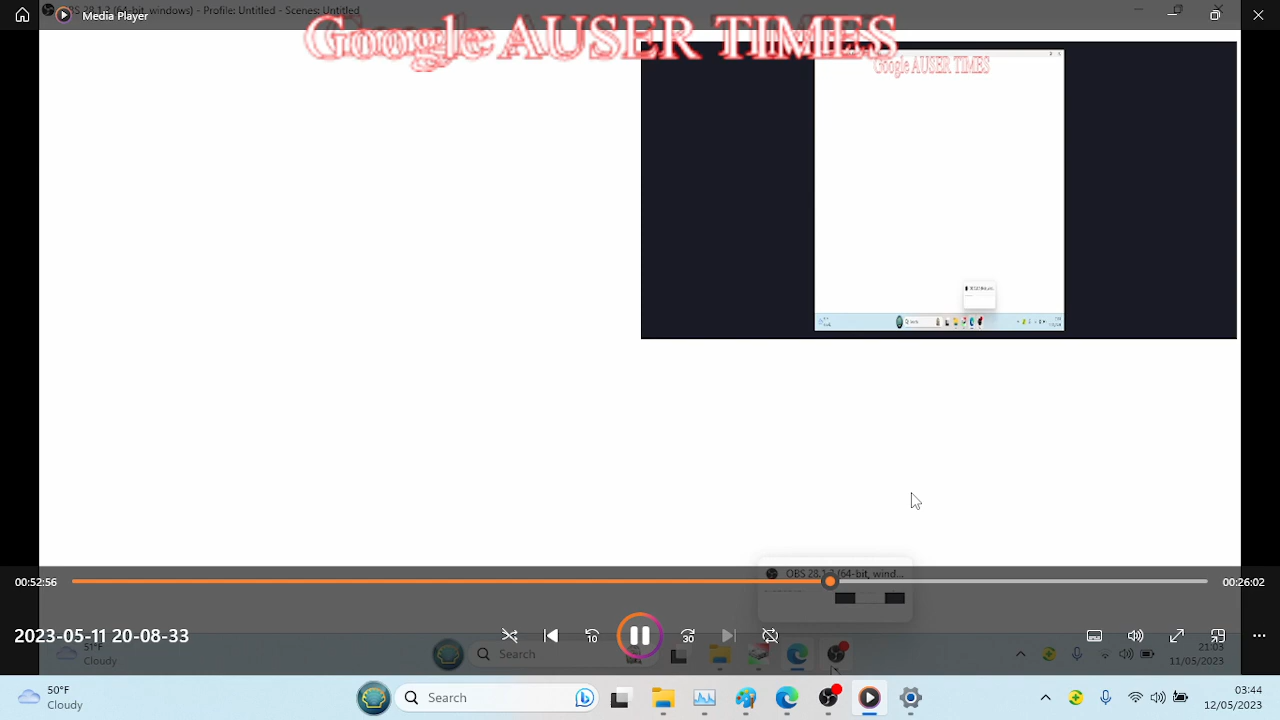 OBS 28.1.2 (64-bit, windows) - Profile: Untitled - Scenes: Untitled
Media Player
Google AUSER TIMES
Google AUSER TIMES
OBS 28.1.2 (64-bit, wind...
00:52:56
00:26:02
2023-05-11 20-08-33
10
30
51°F
Cloudy
Search
21:03
11/05/2023
50°F
Cloudy
Search
03:44
12/05/2023